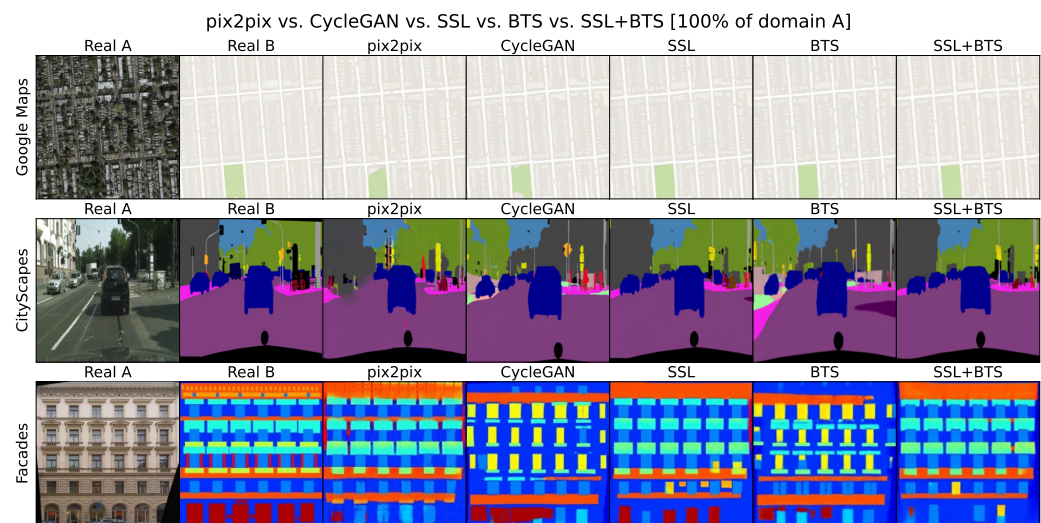 pix2pix vs. CycleGAN vs. SSL vs. BTS vs. SSL+BTS [100% of domain A]
Real A Real B pix2pix CycleGAN SSL BTS SSL+BTS
Google Maps
Real A Real B pix2pix CycleGAN SSL BTS SSL+BTS
CityScapes
Real A Real B pix2pix CycleGAN SSL BTS SSL+BTS
Facades